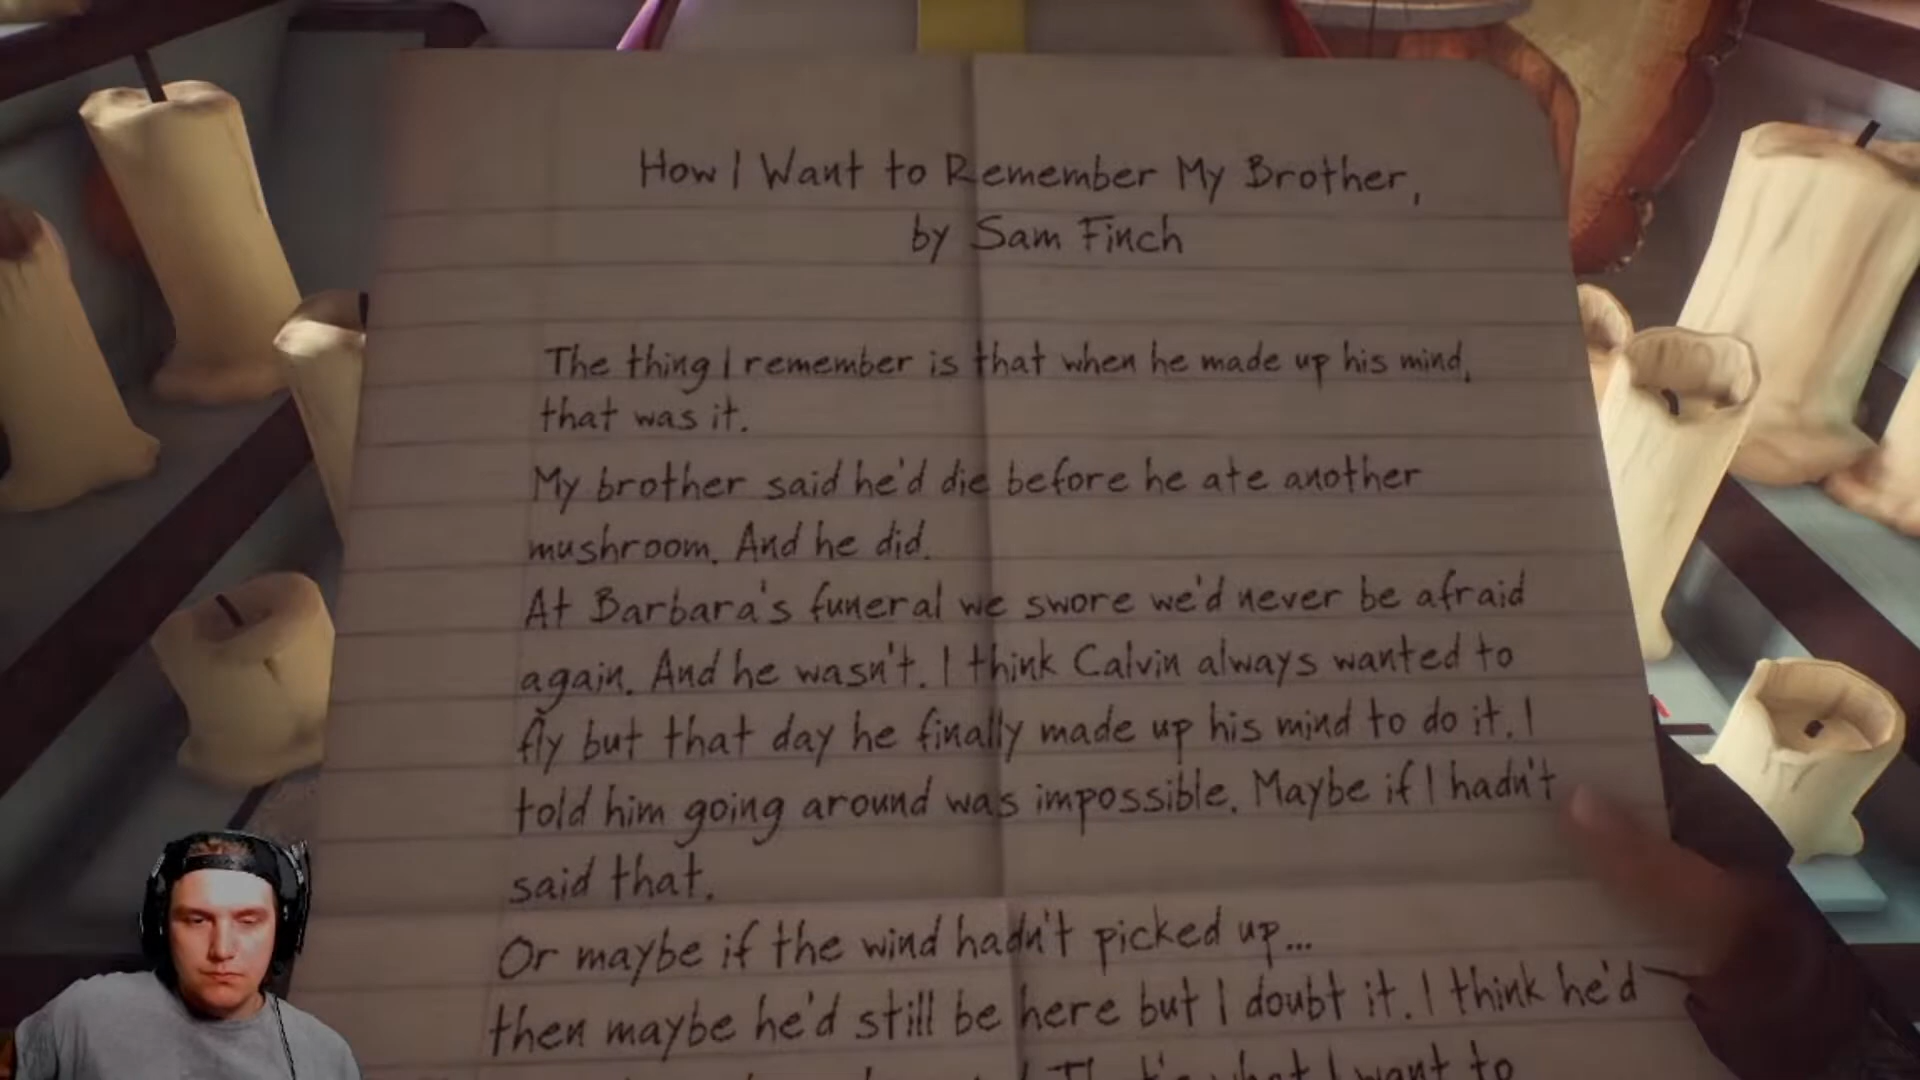 How I Want to Remember My Brother,
by Sam Finch
The thing I remember is that when he made up his mind,
that was it.
My brother said he'd die before he ate another
mushroom. And he did.
At Barbara's funeral we swore we'd never be afraid
again. And he wasn't. I think Calvin always wanted to
fly but that day he finally made up his mind to do it. I
told him going around was impossible. Maybe if I hadn't
said that.
Or maybe if the wind hadn't picked up...
then maybe he'd still be here but I doubt it. I think he'd
That's what I want to